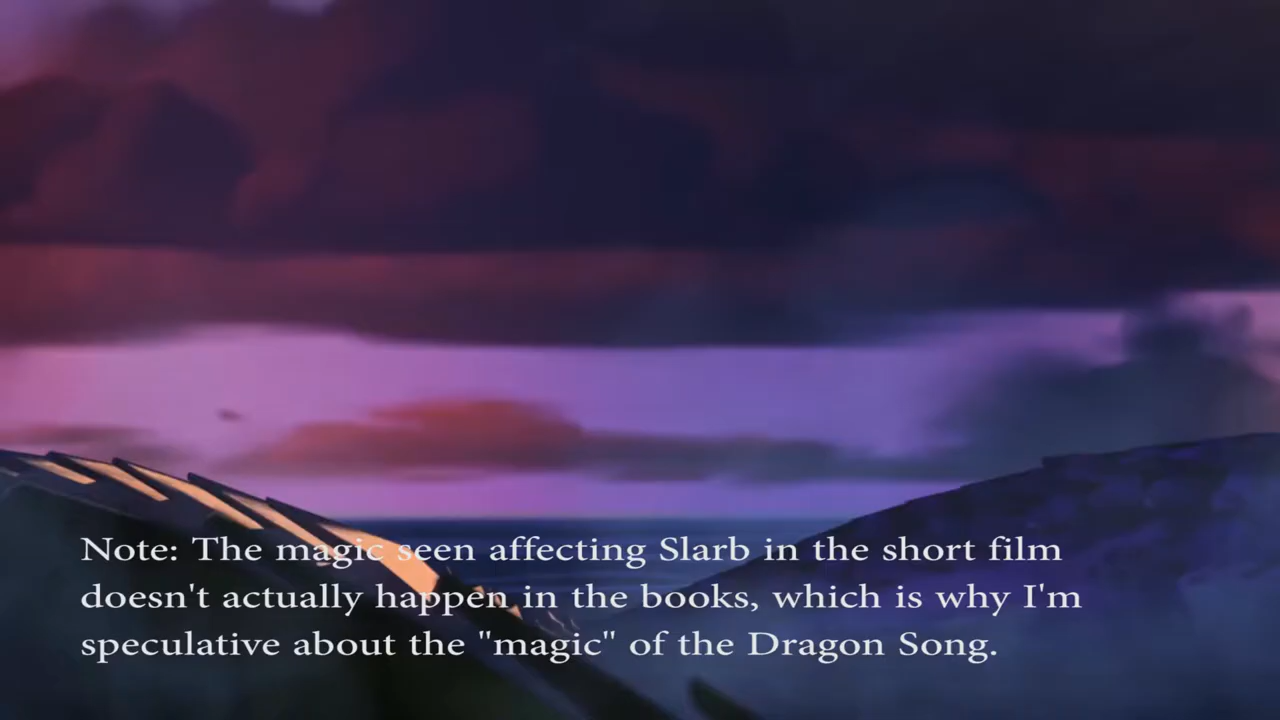 Note: The magic seen affecting Slarb in the short film
doesn't actually happen in the books, which is why I'm
speculative about the "magic" of the Dragon Song.